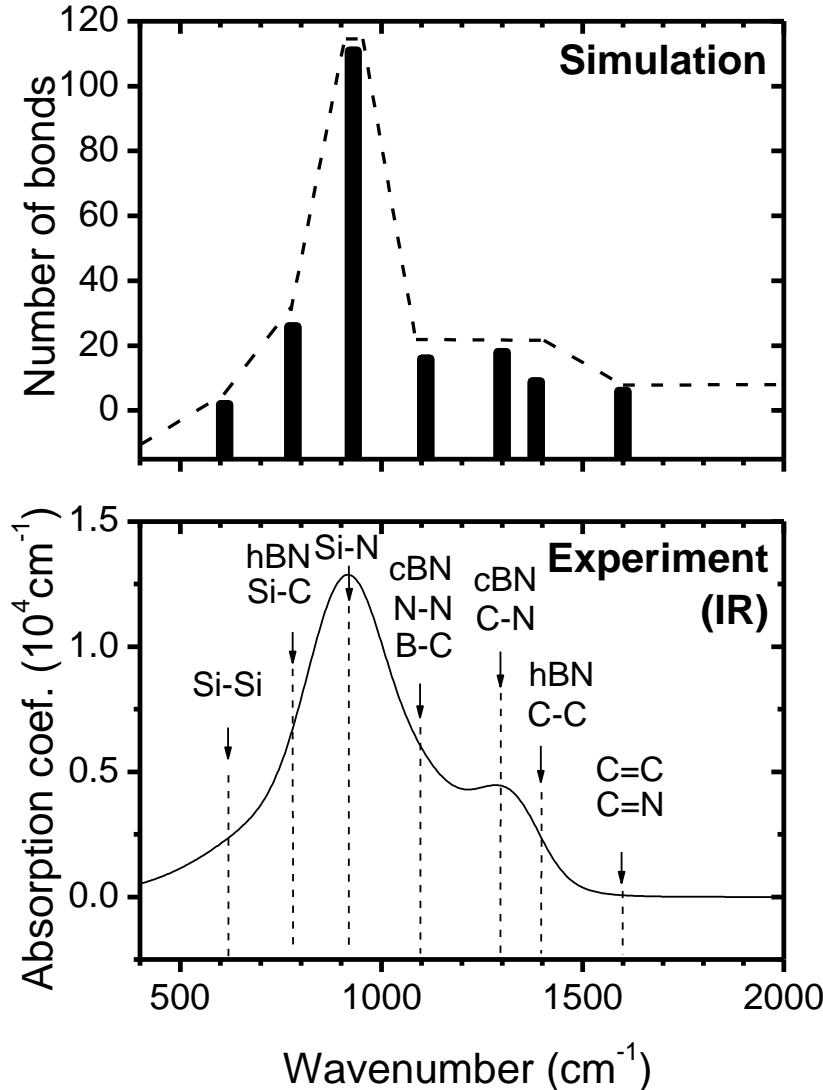 120
100
80
60
40
20
0
Number of bonds
Simulation
1.5
1.0
0.5
0.0
Absorption coef. (10⁴cm⁻¹)
Experiment
(IR)
Si-Si
hBN
Si-C
Si-N
cBN
N-N
B-C
cBN
C-N
hBN
C-C
C=C
C=N
500
1000
1500
2000
Wavenumber (cm⁻¹)